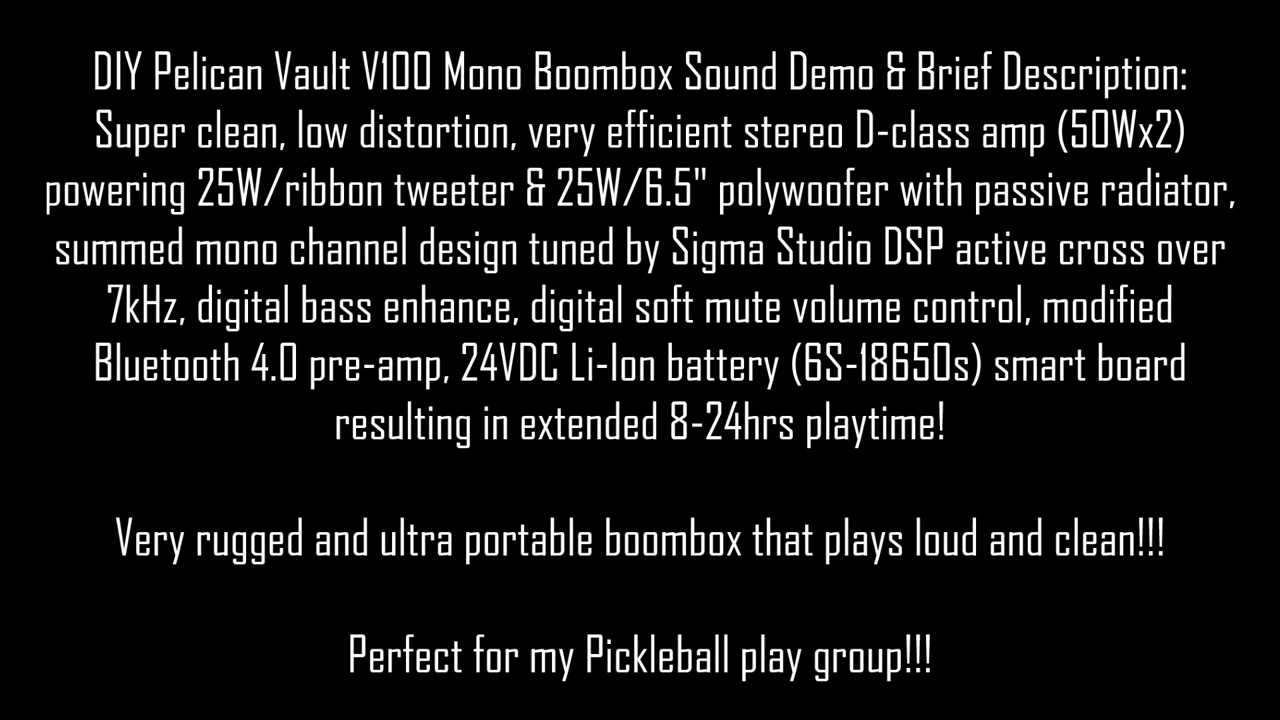 DIY Pelican Vault V100 Mono Boombox Sound Demo & Brief Description:
Super clean, low distortion, very efficient stereo D-class amp (50Wx2)
powering 25W/ribbon tweeter & 25W/6.5" polywoofer with passive radiator,
summed mono channel design tuned by Sigma Studio DSP active cross over
7kHz, digital bass enhance, digital soft mute volume control, modified
Bluetooth 4.0 pre-amp, 24VDC Li-Ion battery (6S-18650s) smart board
resulting in extended 8-24hrs playtime!
Very rugged and ultra portable boombox that plays loud and clean!!!
Perfect for my Pickleball play group!!!